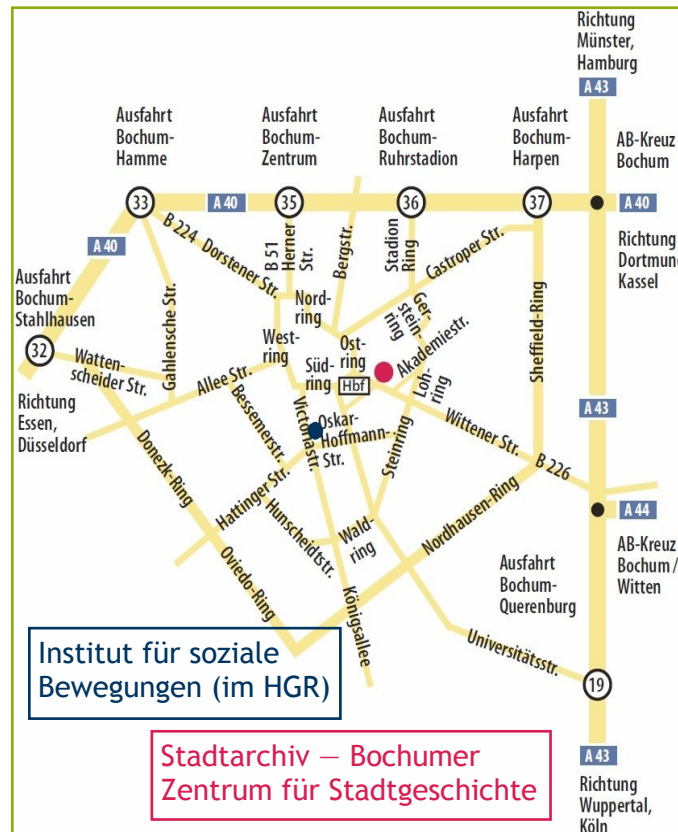 Richtung
Münster,
Hamburg
A 43
Ausfahrt
Bochum-
Hamme
Ausfahrt
Bochum-
Zentrum
Ausfahrt
Bochum-
Ruhrstadion
Ausfahrt
Bochum-
Harpen
AB-Kreuz
Bochum
33
A 40
35
36
37
A 40
A 40
B 224 Dorstener Str.
B 51
Herner
Str.
Bergstr.
Stadion
Ring
Castroper Str.
Richtung
Dortmund
Kassel
Ausfahrt
Bochum-
Stahlhausen
32
Gahlensche Str.
Nord-
ring
Ger-
stein-
ring
Sheffield-Ring
Watten-
scheider Str.
West-
ring
Ost-
ring
Akademiestr.
Allee Str.
Süd-
ring
Hbf
Loh-
ring
Richtung
Essen,
Düsseldorf
Bessemerstr.
Victoriastr.
Oskar-
Hoffmann-
Str.
Steinring
Wittener Str.
B 226
A 43
Donezk-Ring
Hattinger Str.
Hunscheidtstr.
Wald-
ring
Nordhausen-Ring
A 44
AB-Kreuz
Bochum /
Witten
Oviedo-Ring
Königsallee
Ausfahrt
Bochum-
Querenburg
Universitätsstr.
19
Institut für soziale
Bewegungen (im HGR)
Stadtarchiv – Bochumer
Zentrum für Stadtgeschichte
A 43
Richtung
Wuppertal,
Köln